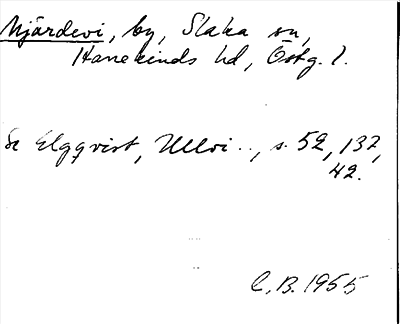 Mjärdevi, by, Slaka sn,
Hanekinds hd, Östg. l.
Se Elgqvist, Ullvi.., s. 52, 137,
42.
C. B. 1955